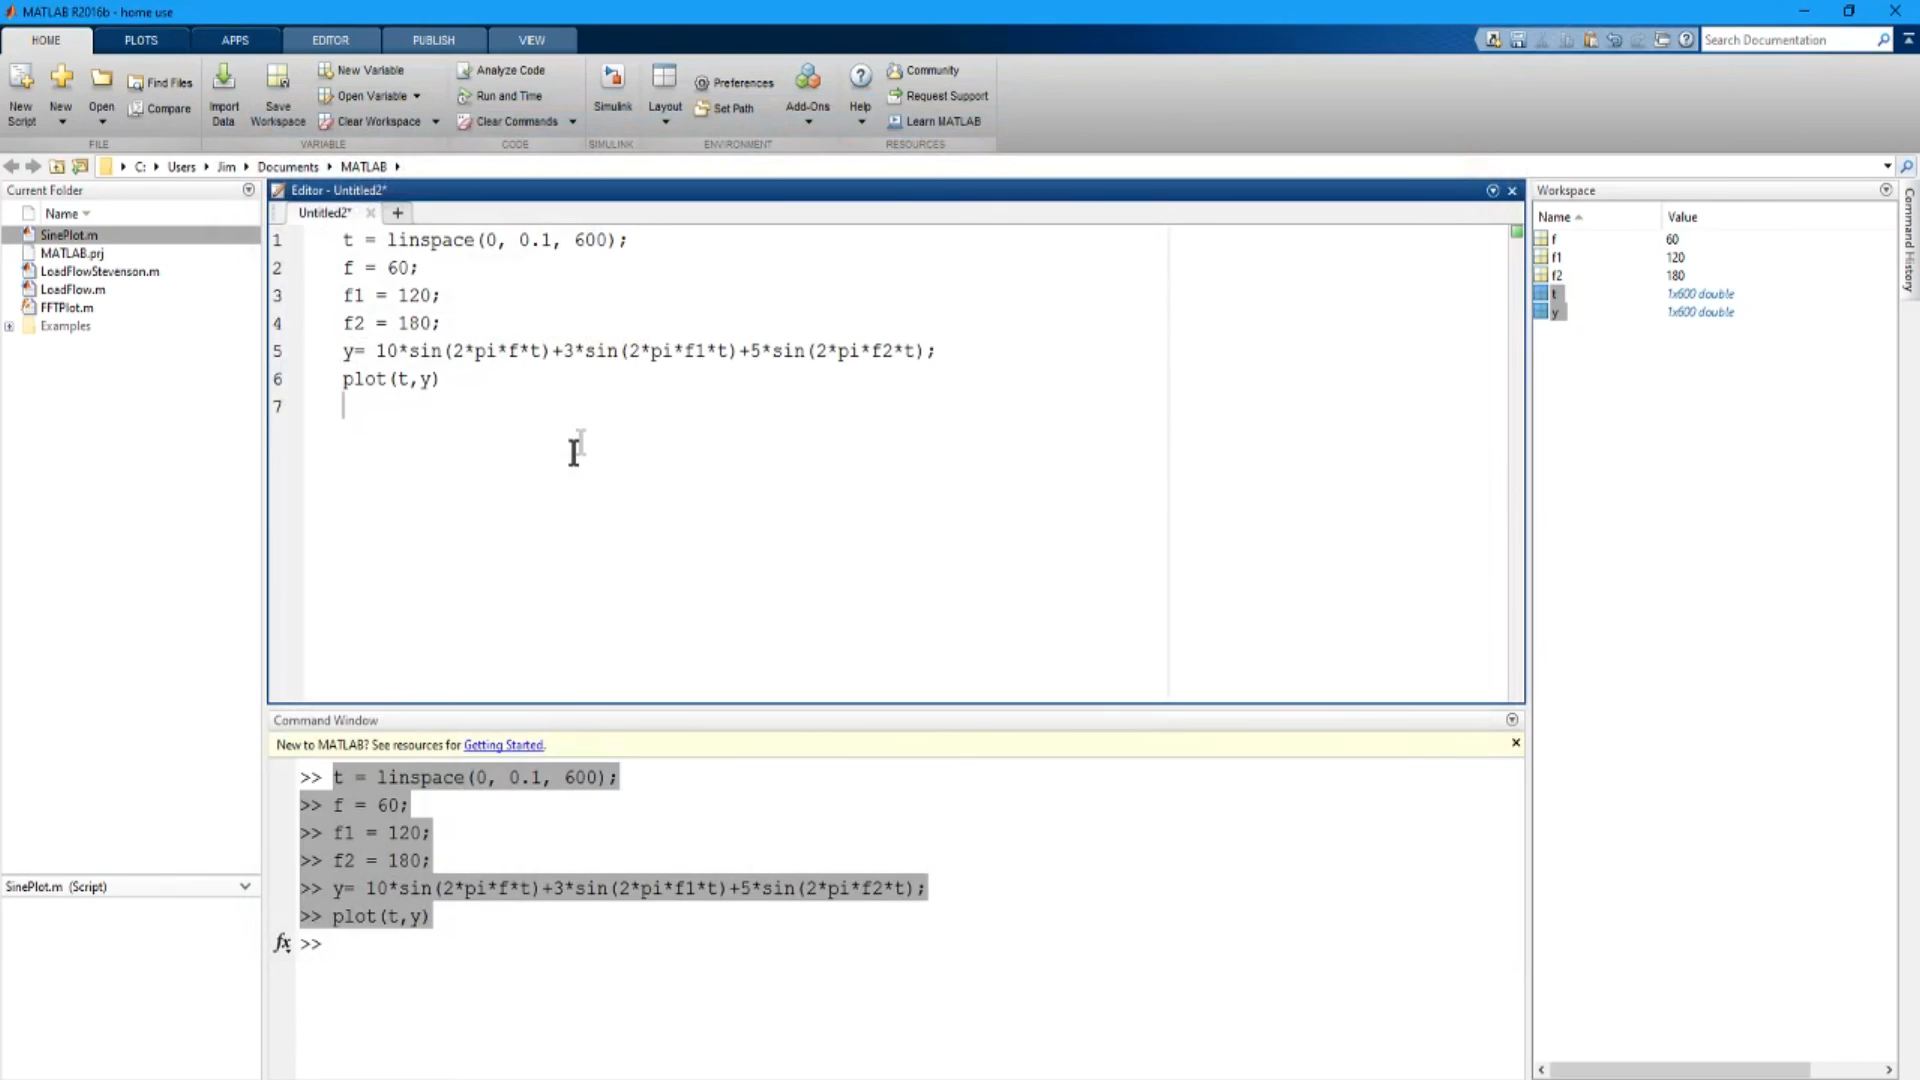 MATLAB R2016b - home use
HOME PLOTS APPS EDITOR PUBLISH VIEW
Search Documentation
New Script
New
Open
Find Files
Compare
Import Data
Save Workspace
New Variable
Open Variable
Clear Workspace
Analyze Code
Run and Time
Clear Commands
Simulink
Layout
Preferences
Set Path
Add-Ons
Help
Community
Request Support
Learn MATLAB
FILE VARIABLE CODE SIMULINK ENVIRONMENT RESOURCES
C: Users Jim Documents MATLAB
Current Folder
Name
SinePlot.m
MATLAB.prj
LoadFlowStevenson.m
LoadFlow.m
FFTPlot.m
Examples
SinePlot.m (Script)
Editor - Untitled2*
Untitled2*
1 t = linspace(0, 0.1, 600);
2 f = 60;
3 f1 = 120;
4 f2 = 180;
5 y= 10*sin(2*pi*f*t)+3*sin(2*pi*f1*t)+5*sin(2*pi*f2*t);
6 plot(t,y)
7
Command Window
New to MATLAB? See resources for Getting Started.
>> t = linspace(0, 0.1, 600);
>> f = 60;
>> f1 = 120;
>> f2 = 180;
>> y= 10*sin(2*pi*f*t)+3*sin(2*pi*f1*t)+5*sin(2*pi*f2*t);
>> plot(t,y)
fx >>
Workspace
Name Value
f 60
f1 120
f2 180
t 1x600 double
y 1x600 double
Command History